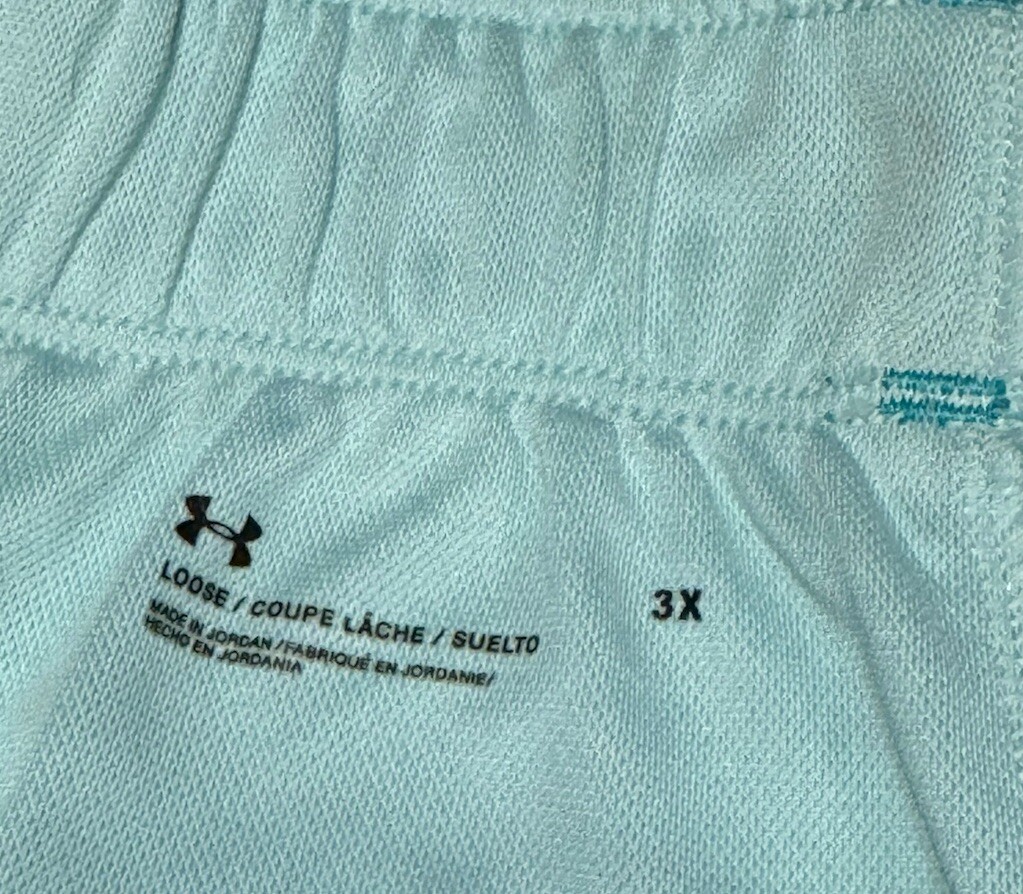 LOOSE / COUPE LÂCHE / SUELTO
MADE IN JORDAN / FABRIQUÉ EN JORDANIE/
HECHO EN JORDANIA
3X